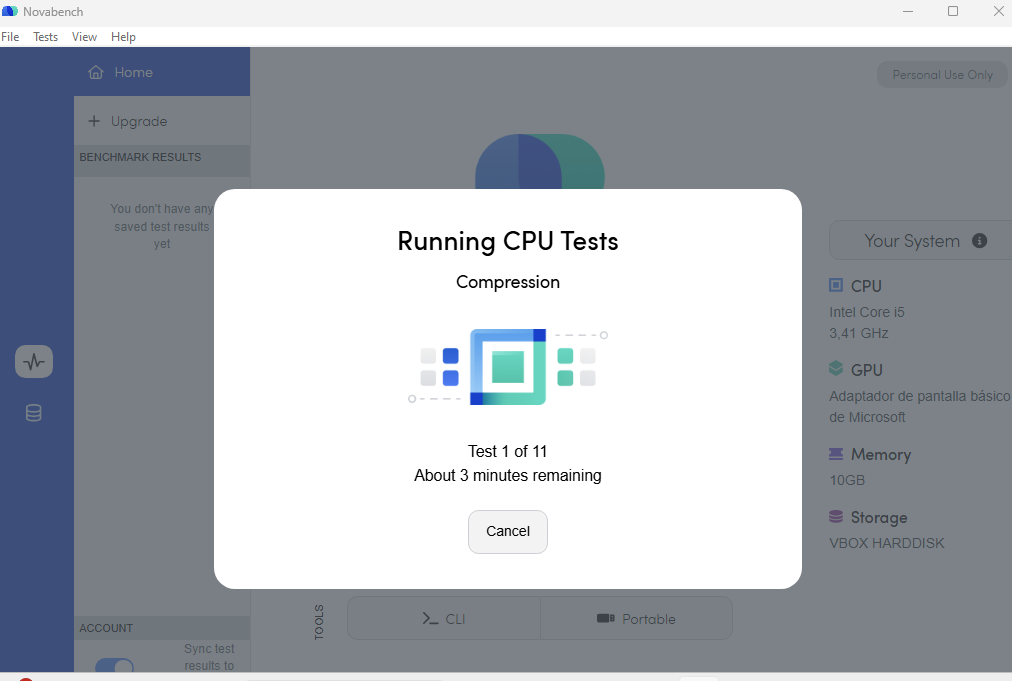 Novabench
File Tests View Help
Home
Personal Use Only
Upgrade
BENCHMARK RESULTS
You don't have any
saved test results
yet
Running CPU Tests
Compression
Test 1 of 11
About 3 minutes remaining
Cancel
Your System
CPU
Intel Core i5
3,41 GHz
GPU
Adaptador de pantalla básico
de Microsoft
Memory
10GB
Storage
VBOX HARDDISK
TOOLS
CLI
Portable
ACCOUNT
Sync test
results to